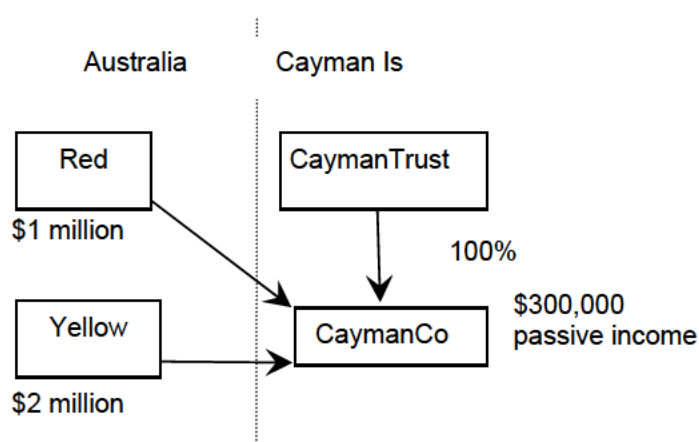 Australia
Cayman Is
Red
CaymanTrust
$1 million
100%
Yellow
CaymanCo
$300,000
passive income
$2 million